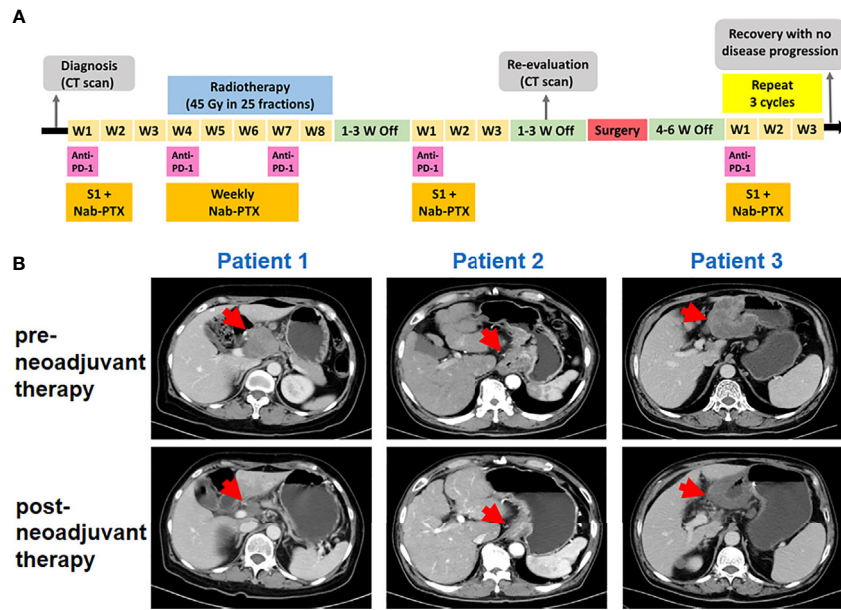 A
Diagnosis
(CT scan)
Radiotherapy
(45 Gy in 25 fractions)
Re-evaluation
(CT scan)
Recovery with no
disease progression
Repeat
3 cycles
W1 W2 W3 W4 W5 W6 W7 W8 1-3 W Off W1 W2 W3 1-3 W Off Surgery 4-6 W Off W1 W2 W3
Anti-
PD-1
Anti-
PD-1
Anti-
PD-1
Anti-
PD-1
Anti-
PD-1
S1 +
Nab-PTX
Weekly
Nab-PTX
S1 +
Nab-PTX
S1 +
Nab-PTX
B
Patient 1 Patient 2 Patient 3
pre-
neoadjuvant
therapy
post-
neoadjuvant
therapy